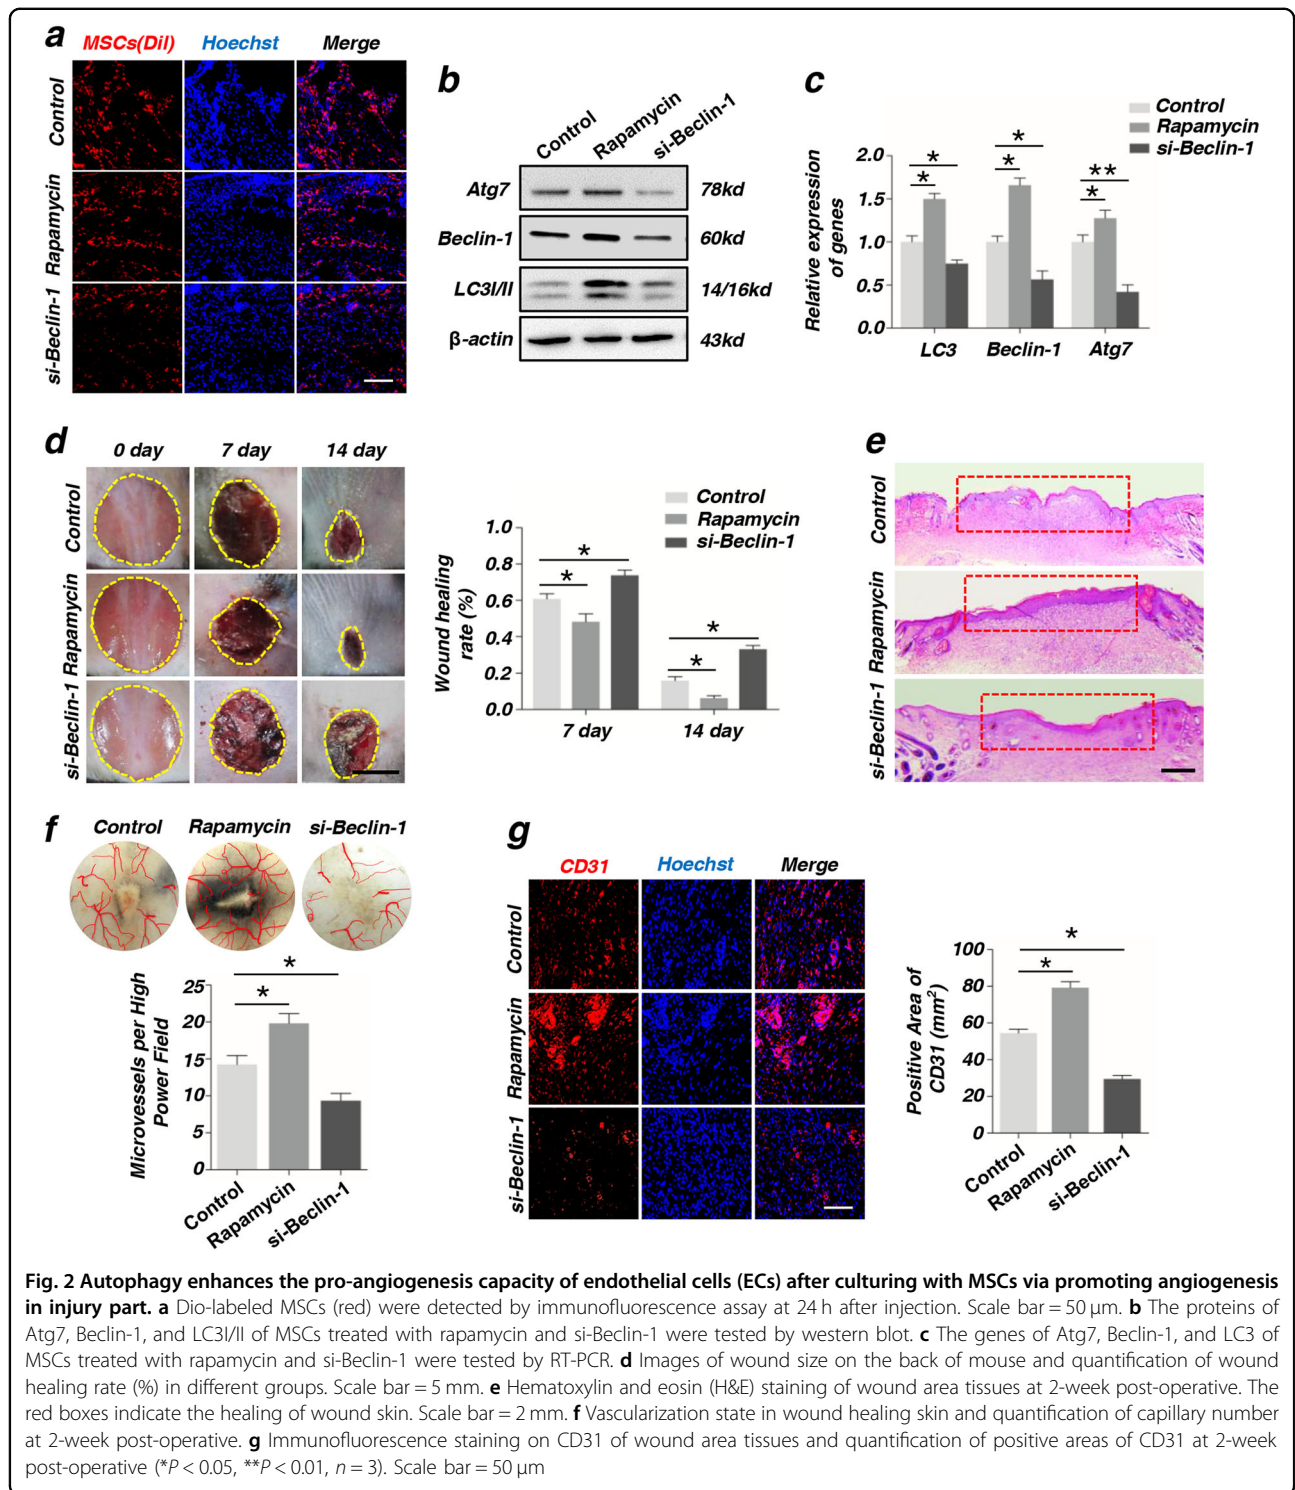 a
MSCs(Dil) Hoechst Merge
Control
Rapamycin
si-Beclin-1
b
Control Rapamycin si-Beclin-1
Atg7 78kd
Beclin-1 60kd
LC3I/II 14/16kd
β-actin 43kd
c
Control
Rapamycin
si-Beclin-1
Relative expression
of genes
2.0
1.5
1.0
0.5
0.0
* * * * * **
LC3 Beclin-1 Atg7
d
0 day 7 day 14 day
Control
Rapamycin
si-Beclin-1
Control
Rapamycin
si-Beclin-1
Wound healing
rate (%)
1.0
0.8
0.6
0.4
0.2
0.0
* * * *
7 day 14 day
e
Control
Rapamycin
si-Beclin-1
f
Control Rapamycin si-Beclin-1
Microvessels per High
Power Field
25
20
15
10
5
0
* *
Control Rapamycin si-Beclin-1
g
CD31 Hoechst Merge
Control
Rapamycin
si-Beclin-1
Positive Area of
CD31 (mm²)
100
80
60
40
20
0
* *
Control Rapamycin si-Beclin-1
Fig. 2 Autophagy enhances the pro-angiogenesis capacity of endothelial cells (ECs) after culturing with MSCs via promoting angiogenesis
in injury part. a Dio-labeled MSCs (red) were detected by immunofluorescence assay at 24 h after injection. Scale bar = 50 μm. b The proteins of
Atg7, Beclin-1, and LC3I/II of MSCs treated with rapamycin and si-Beclin-1 were tested by western blot. c The genes of Atg7, Beclin-1, and LC3 of
MSCs treated with rapamycin and si-Beclin-1 were tested by RT-PCR. d Images of wound size on the back of mouse and quantification of wound
healing rate (%) in different groups. Scale bar = 5 mm. e Hematoxylin and eosin (H&E) staining of wound area tissues at 2-week post-operative. The
red boxes indicate the healing of wound skin. Scale bar = 2 mm. f Vascularization state in wound healing skin and quantification of capillary number
at 2-week post-operative. g Immunofluorescence staining on CD31 of wound area tissues and quantification of positive areas of CD31 at 2-week
post-operative (*P < 0.05, **P < 0.01, n = 3). Scale bar = 50 μm